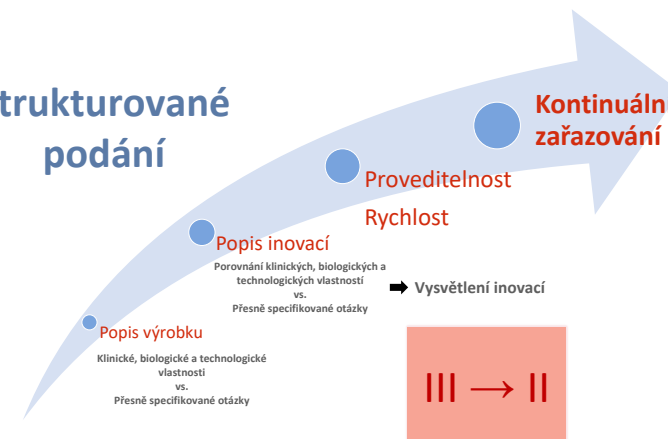 trukturované
podání
Kontinuáln
zařazování
Proveditelnost
Rychlost
Popis inovací
Porovnání klinických, biologických a
technologických vlastností
vs.
Přesně specifikované otázky
➡ Vysvětlení inovací
Popis výrobku
Klinické, biologické a technologické
vlastnosti
vs.
Přesně specifikované otázky
III → II